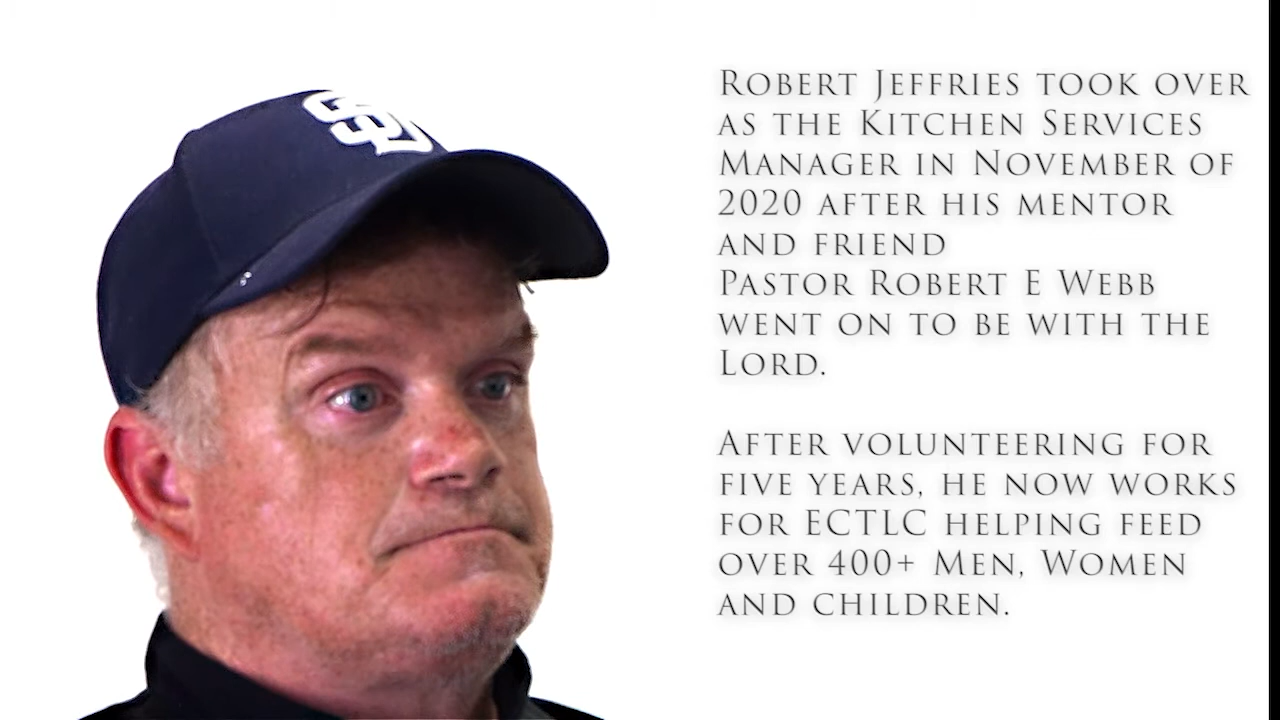 SD
Robert Jeffries took over
as the Kitchen Services
Manager in November of
2020 after his mentor
and friend
Pastor Robert E Webb
went on to be with the
Lord.
After volunteering for
five years, he now works
for ECTLC helping feed
over 400+ Men, Women
and children.